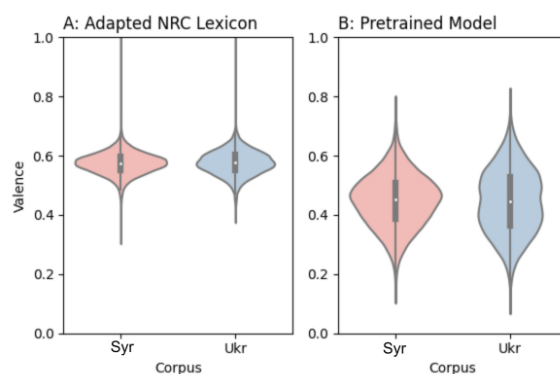 A: Adapted NRC Lexicon
B: Pretrained Model
Valence
1.0
0.8
0.6
0.4
0.2
0.0
Syr
Ukr
Corpus
1.0
0.8
0.6
0.4
0.2
0.0
Syr
Ukr
Corpus